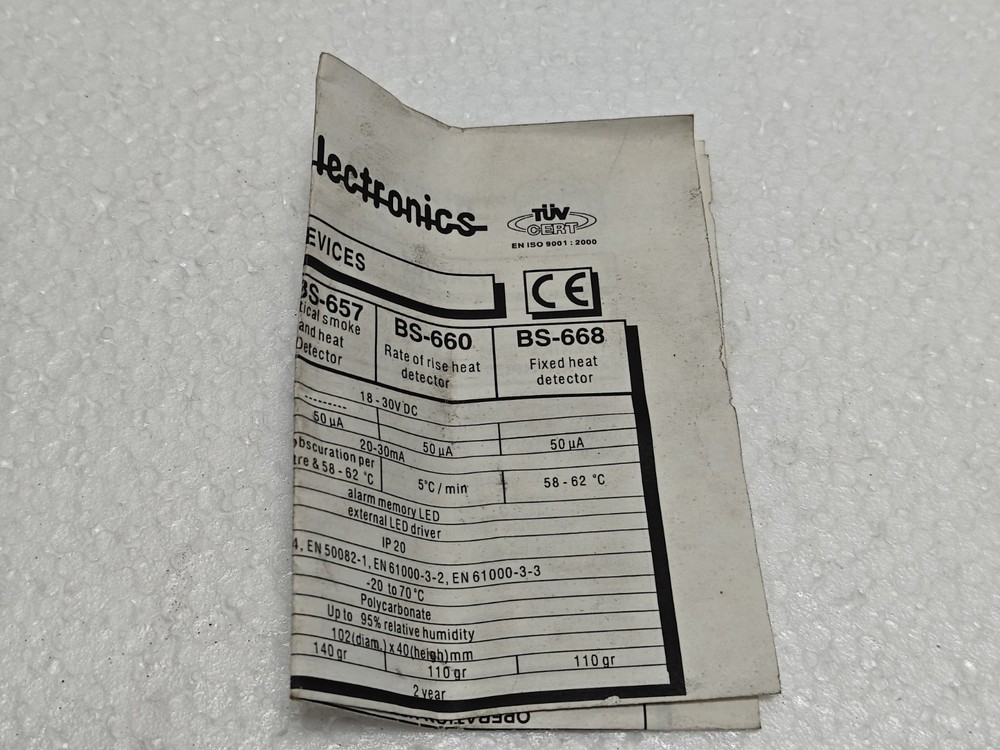 lectronics
TÜV
CERT
EN ISO 9001 : 2000
EVICES
CE
BS-657 BS-660 BS-668
tical smoke Rate of rise heat Fixed heat
and heat detector detector
Detector
18 - 30V DC
---------
50 µA 50 µA 50 µA
20-30mA
obscuration per
tre & 58 - 62 °C 5°C / min 58 - 62 °C
alarm memory LED
external LED driver
IP 20
4, EN 50082-1, EN 61000-3-2, EN 61000-3-3
-20 to 70 °C
Polycarbonate
Up to 95% relative humidity
102(diam.) x 40(heigh) mm
140 gr 110 gr 110 gr
2 year
OPERATION